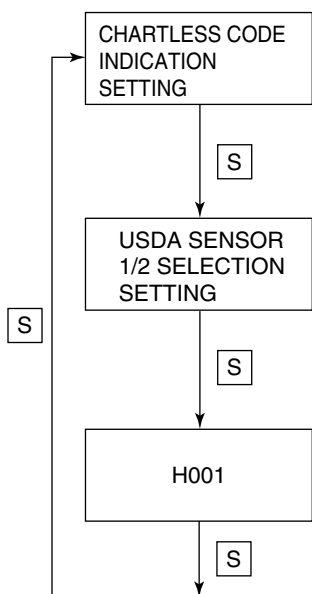 CHARTLESS CODE
INDICATION
SETTING
S
USDA SENSOR
1/2 SELECTION
SETTING
S
S
H001
S